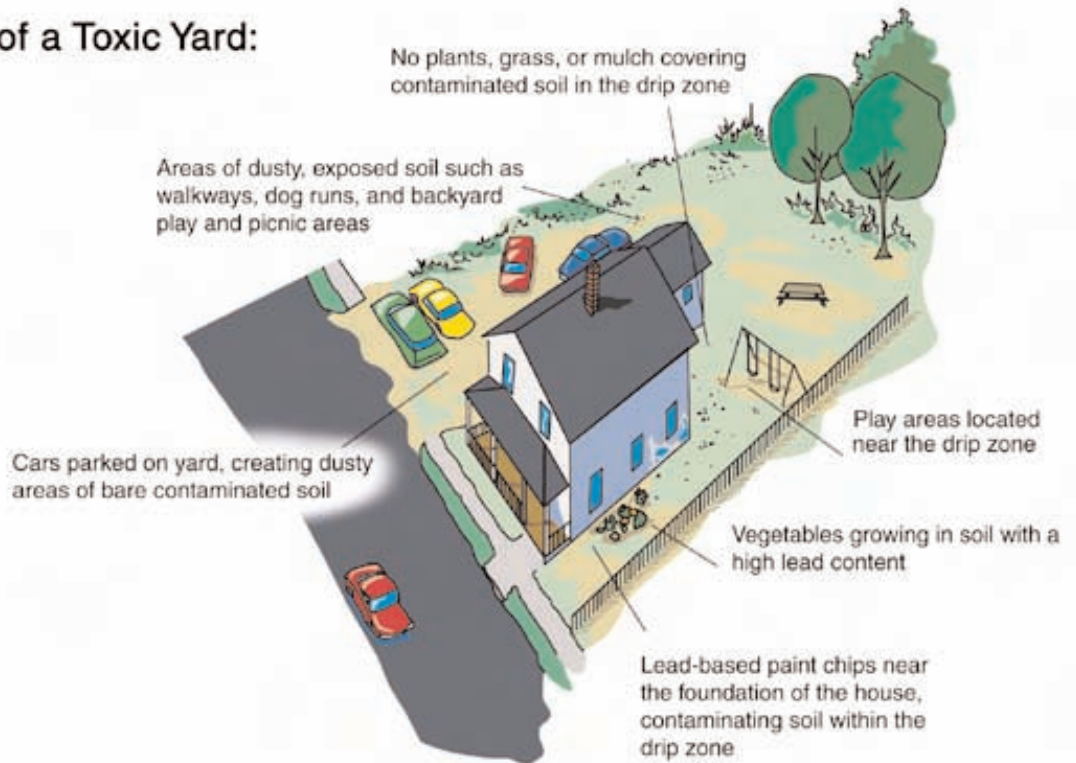 of a Toxic Yard:
No plants, grass, or mulch covering
contaminated soil in the drip zone
Areas of dusty, exposed soil such as
walkways, dog runs, and backyard
play and picnic areas
Cars parked on yard, creating dusty
areas of bare contaminated soil
Play areas located
near the drip zone
Vegetables growing in soil with a
high lead content
Lead-based paint chips near
the foundation of the house,
contaminating soil within the
drip zone